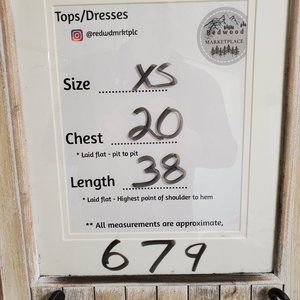 Tops/Dresses
@redwdmrktplc
Redwood
MARKETPLACE
Size XS
Chest 20
* Laid flat - pit to pit
Length 38
* Laid flat - Highest point of shoulder to hem
** All measurements are approximate,
679